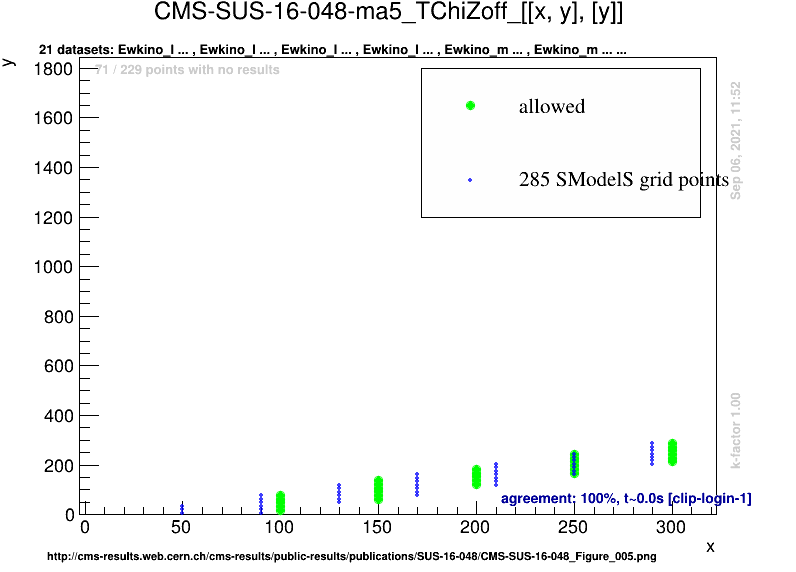 CMS-SUS-16-048-ma5_TChiZoff_[[x, y], [y]]
21 datasets: Ewkino_l ... , Ewkino_l ... , Ewkino_l ... , Ewkino_l ... , Ewkino_m ... , Ewkino_m ... ...
y
71 / 229 points with no results
1800
1600
1400
1200
1000
800
600
400
200
0
allowed
285 SModelS grid points
Sep 06, 2021, 11:52
k-factor 1.00
agreement: 100%, t~0.0s [clip-login-1]
0 50 100 150 200 250 300
x
http://cms-results.web.cern.ch/cms-results/public-results/publications/SUS-16-048/CMS-SUS-16-048_Figure_005.png